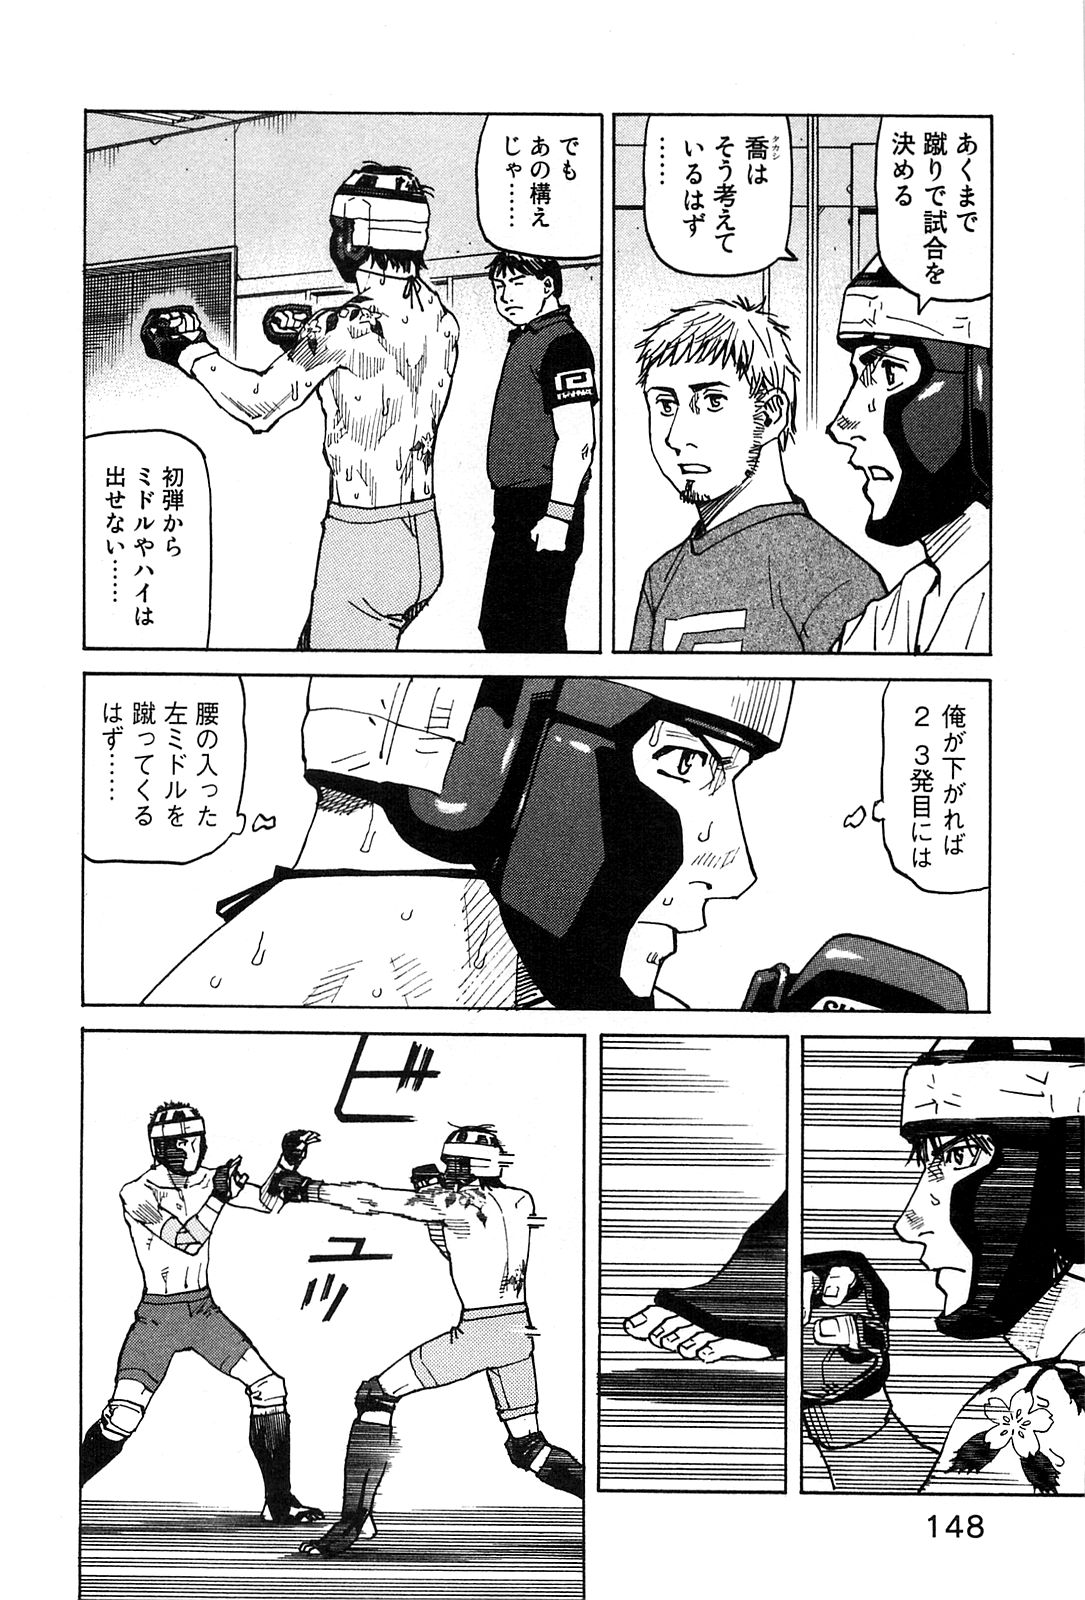 あくまで
蹴りで試合を
決める
喬は
タカシ
そう考えて
いるはず
……
でも
あの構え
じゃ……
初弾から
ミドルやハイは
出せない……
俺が下がれば
2 3発目には
腰の入った
左ミドルを
蹴ってくる
はず……
ビュッ
148